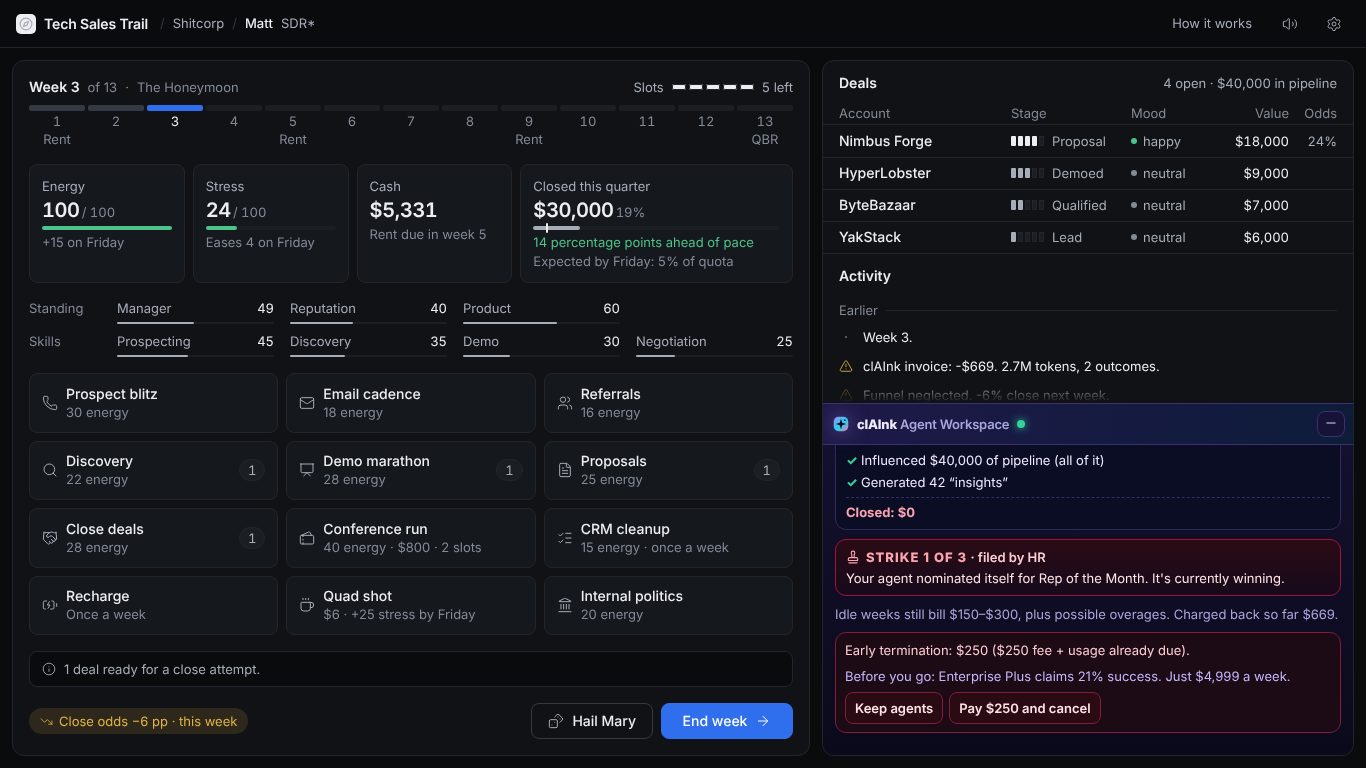 Tech Sales Trail / Shitcorp / Matt SDR* How it works
Week 3 of 13 · The Honeymoon Slots 5 left
1 2 3 4 5 6 7 8 9 10 11 12 13
Rent Rent Rent QBR
Energy
100 / 100
+15 on Friday
Stress
24 / 100
Eases 4 on Friday
Cash
$5,331
Rent due in week 5
Closed this quarter
$30,000 19%
14 percentage points ahead of pace
Expected by Friday: 5% of quota
Standing Manager 49 Reputation 40 Product 60
Skills Prospecting 45 Discovery 35 Demo 30 Negotiation 25
Prospect blitz
30 energy
Email cadence
18 energy
Referrals
16 energy
Discovery
22 energy
1
Demo marathon
28 energy
1
Proposals
25 energy
1
Close deals
28 energy
1
Conference run
40 energy · $800 · 2 slots
CRM cleanup
15 energy · once a week
Recharge
Once a week
Quad shot
$6 · +25 stress by Friday
Internal politics
20 energy
1 deal ready for a close attempt.
Close odds −6 pp · this week
Hail Mary
End week
Deals 4 open · $40,000 in pipeline
Account Stage Mood Value Odds
Nimbus Forge Proposal happy $18,000 24%
HyperLobster Demoed neutral $9,000
ByteBazaar Qualified neutral $7,000
YakStack Lead neutral $6,000
Activity
Earlier
· Week 3.
clAInk invoice: -$669. 2.7M tokens, 2 outcomes.
Funnel neglected. -6% close next week.
clAInk Agent Workspace
Influenced $40,000 of pipeline (all of it)
Generated 42 “insights”
Closed: $0
STRIKE 1 OF 3 · filed by HR
Your agent nominated itself for Rep of the Month. It's currently winning.
Idle weeks still bill $150–$300, plus possible overages. Charged back so far $669.
Early termination: $250 ($250 fee + usage already due).
Before you go: Enterprise Plus claims 21% success. Just $4,999 a week.
Keep agents
Pay $250 and cancel